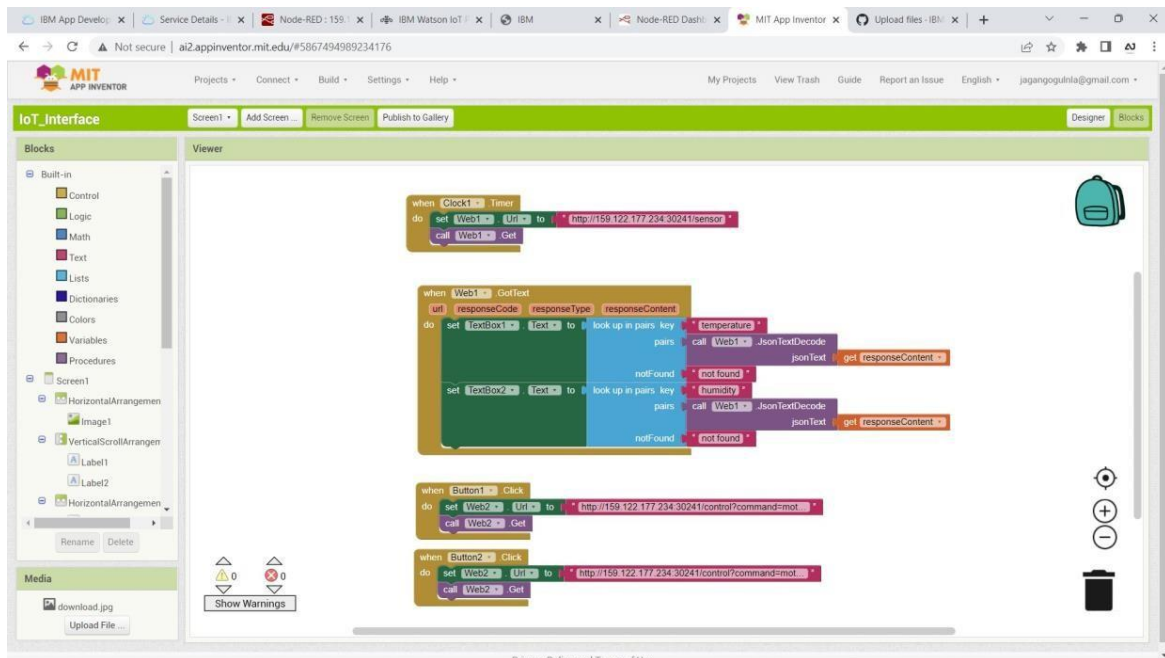 IBM App Develop
Service Details - I
Node-RED : 159.1
IBM Watson IoT P
IBM
Node-RED Dashb
MIT App Inventor
Upload files · IBM
Not secure | ai2.appinventor.mit.edu/#5867494989234176
MIT
APP INVENTOR
Projects
Connect
Build
Settings
Help
My Projects
View Trash
Guide
Report an Issue
English
jagangogulnla@gmail.com
IoT_Interface
Screen1
Add Screen ...
Remove Screen
Publish to Gallery
Designer
Blocks
Blocks
Viewer
Built-in
Control
Logic
Math
Text
Lists
Dictionaries
Colors
Variables
Procedures
Screen1
HorizontalArrangemen
Image1
VerticalScrollArrangem
Label1
Label2
HorizontalArrangemen
Rename
Delete
Media
download.jpg
Upload File ...
when Clock1 .Timer
do set Web1 . Url to " http://159.122.177.234:30241/sensor "
call Web1 .Get
when Web1 .GotText
url responseCode responseType responseContent
do set TextBox1 . Text to look up in pairs key " temperature "
pairs call Web1 .JsonTextDecode
jsonText get responseContent
notFound " not found "
set TextBox2 . Text to look up in pairs key " humidity "
pairs call Web1 .JsonTextDecode
jsonText get responseContent
notFound " not found "
when Button1 .Click
do set Web2 . Url to " http://159.122.177.234:30241/control?command=mot... "
call Web2 .Get
when Button2 .Click
do set Web2 . Url to " http://159.122.177.234:30241/control?command=mot... "
call Web2 .Get
0
0
Show Warnings